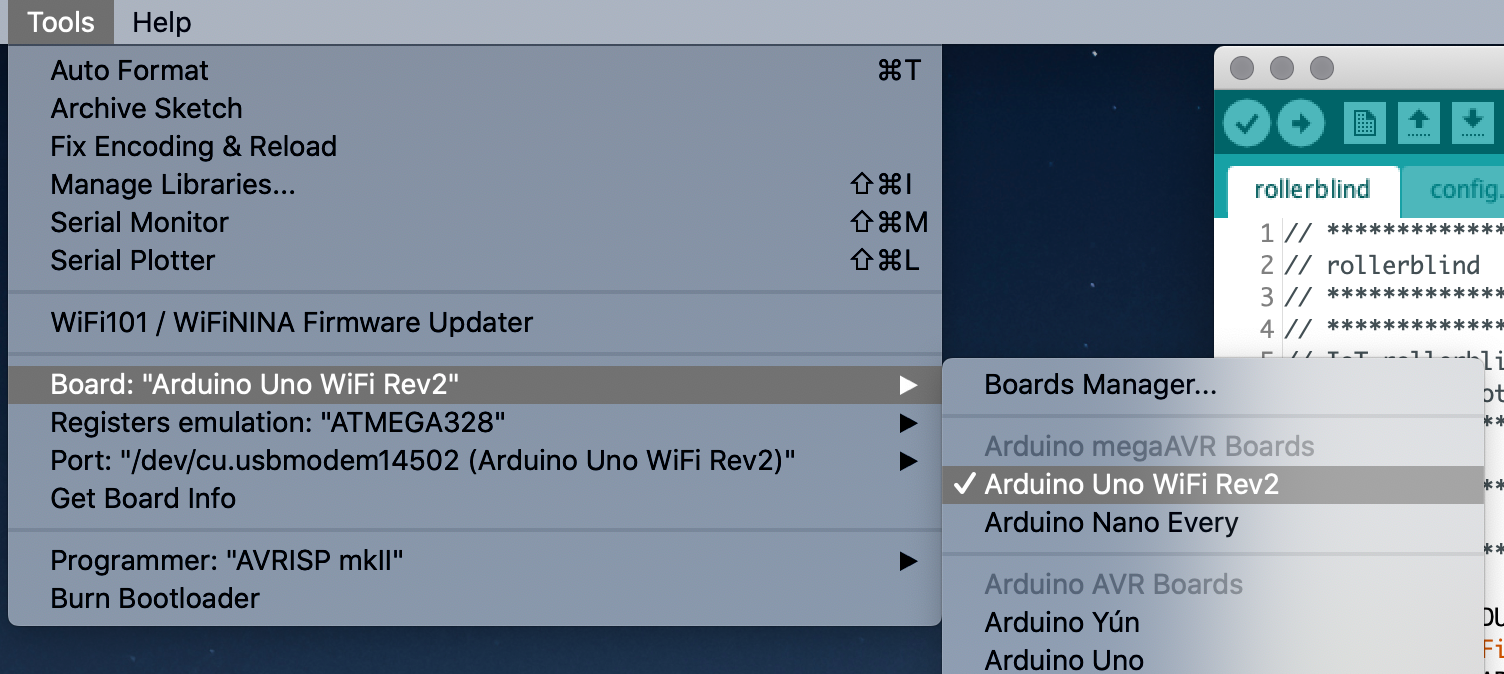 Tools Help
Auto Format ⌘T
Archive Sketch
Fix Encoding & Reload
Manage Libraries... ⇧⌘I
Serial Monitor ⇧⌘M
Serial Plotter ⇧⌘L
WiFi101 / WiFiNINA Firmware Updater
Board: "Arduino Uno WiFi Rev2"
Registers emulation: "ATMEGA328"
Port: "/dev/cu.usbmodem14502 (Arduino Uno WiFi Rev2)"
Get Board Info
Programmer: "AVRISP mkII"
Burn Bootloader
Boards Manager...
Arduino megaAVR Boards
✓ Arduino Uno WiFi Rev2
Arduino Nano Every
Arduino AVR Boards
Arduino Yún
Arduino Uno
rollerblind config.
1 // *************
2 // rollerblind
3 // *************
4 // *************